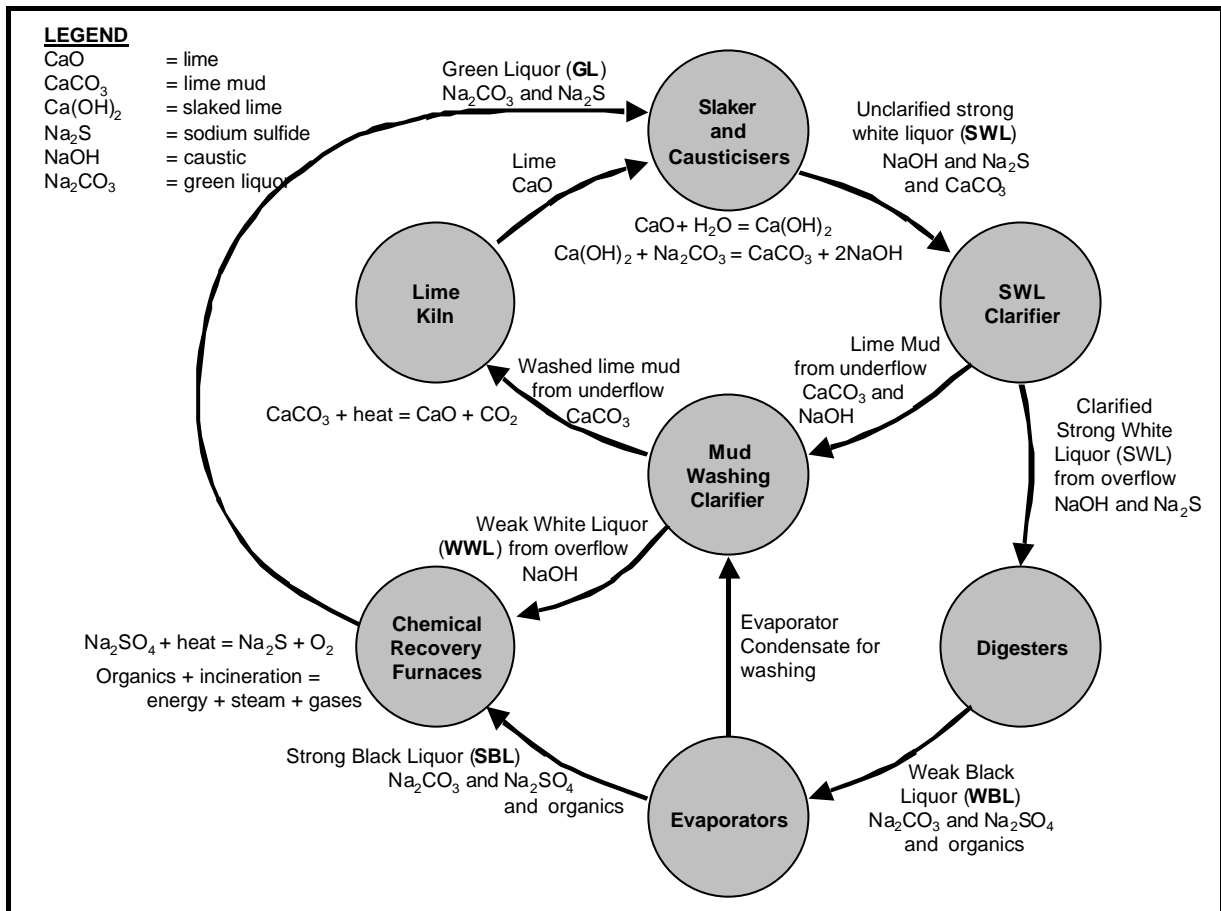 LEGEND
CaO = lime
CaCO₃ = lime mud
Ca(OH)₂ = slaked lime
Na₂S = sodium sulfide
NaOH = caustic
Na₂CO₃ = green liquor
Green Liquor (GL)
Na₂CO₃ and Na₂S
Slaker
and
Causticisers
Unclarified strong
white liquor (SWL)
NaOH and Na₂S
and CaCO₃
Lime
CaO
CaO + H₂O = Ca(OH)₂
Ca(OH)₂ + Na₂CO₃ = CaCO₃ + 2NaOH
Lime
Kiln
SWL
Clarifier
Washed lime mud
from underflow
CaCO₃
CaCO₃ + heat = CaO + CO₂
Lime Mud
from underflow
CaCO₃ and
NaOH
Clarified
Strong White
Liquor (SWL)
from overflow
NaOH and Na₂S
Mud
Washing
Clarifier
Weak White Liquor
(WWL) from overflow
NaOH
Chemical
Recovery
Furnaces
Na₂SO₄ + heat = Na₂S + O₂
Organics + incineration =
energy + steam + gases
Evaporator
Condensate for
washing
Digesters
Strong Black Liquor (SBL)
Na₂CO₃ and Na₂SO₄
and organics
Evaporators
Weak Black
Liquor (WBL)
Na₂CO₃ and Na₂SO₄
and organics